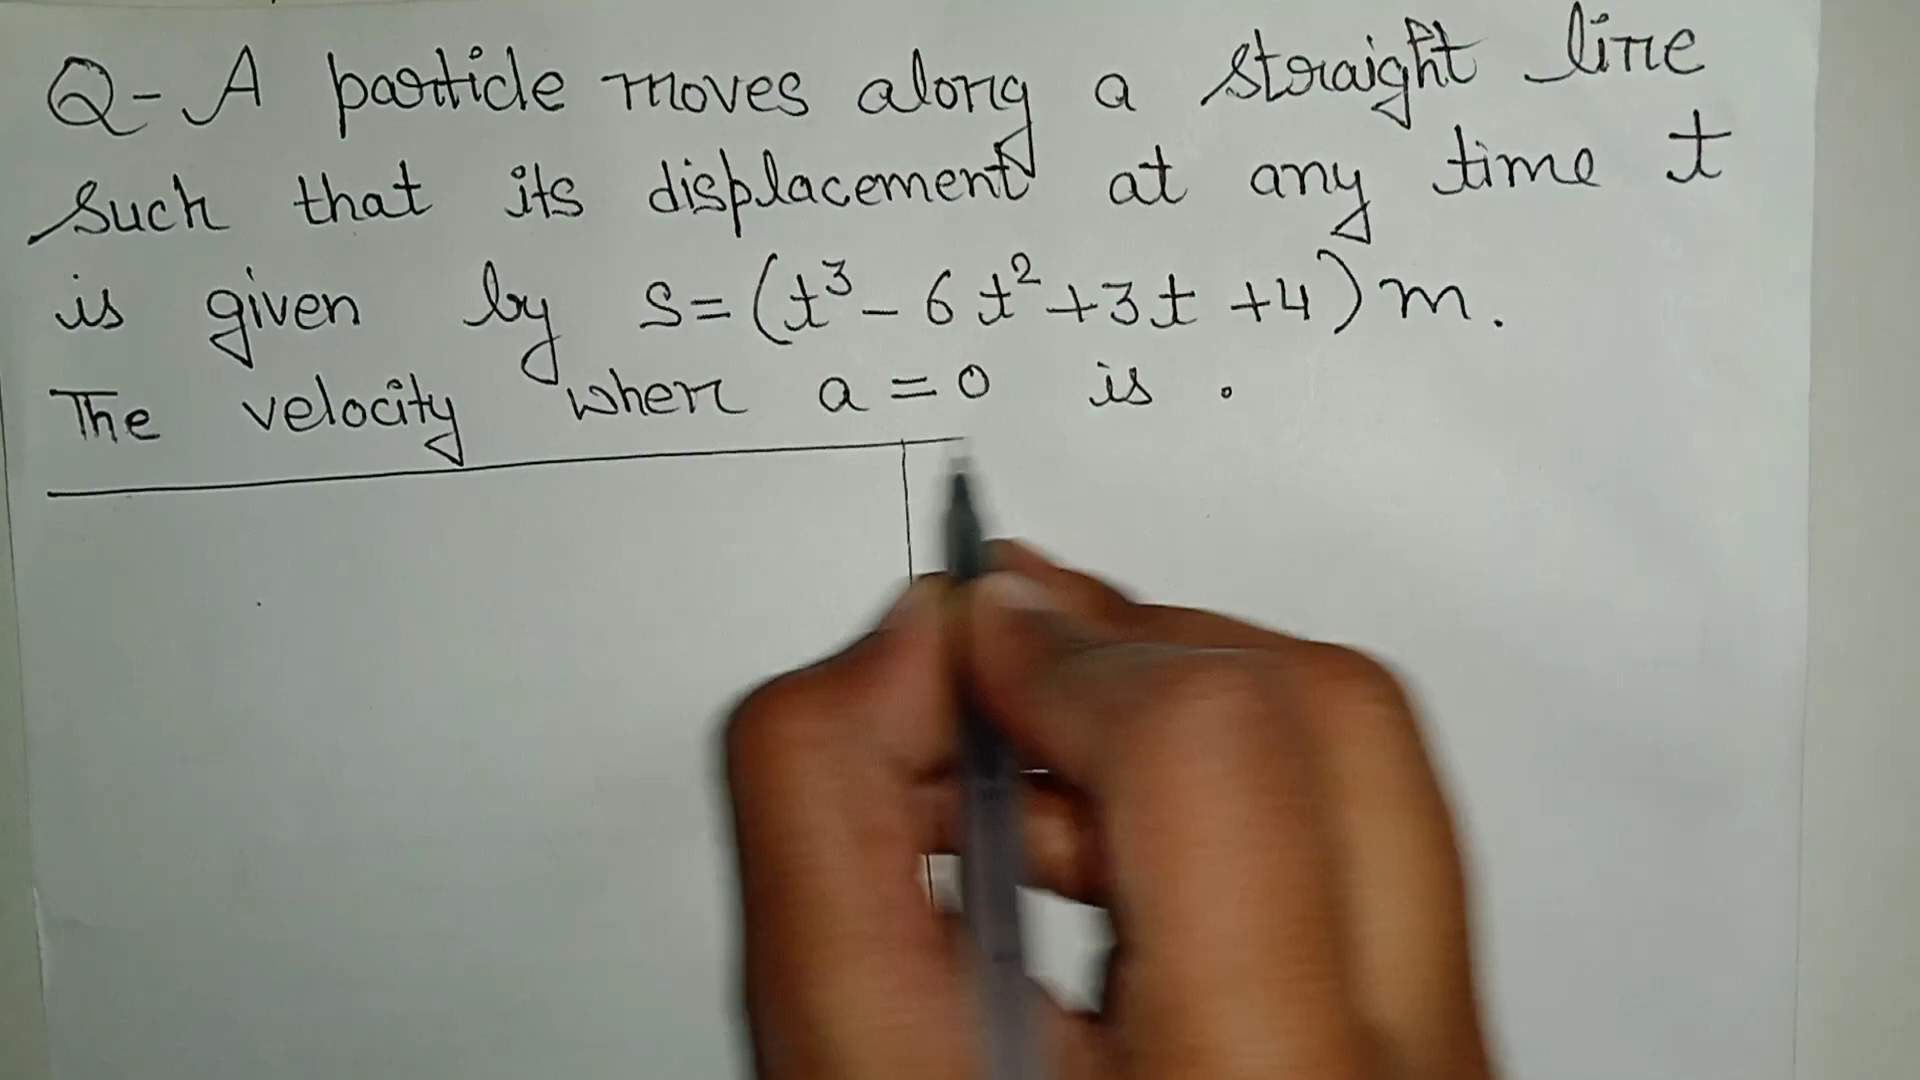 Q- A particle moves along a straight line
such that its displacement at any time t
is given by S=(t³-6t²+3t+4)m.
The velocity when a=0 is .